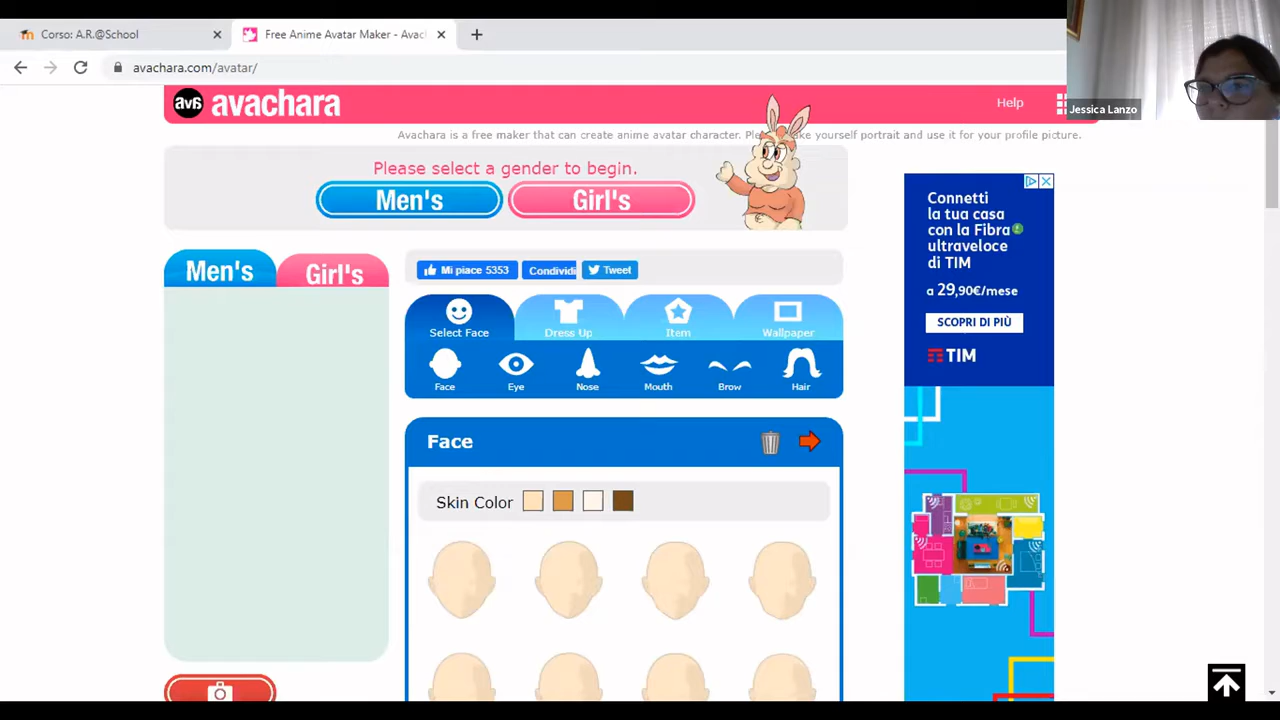 Corso: A.R.@School
Free Anime Avatar Maker - Avac
avachara.com/avatar/
Jessica Lanzo
ava avachara
Help
Avachara is a free maker that can create anime avatar character. Ple ke yourself portrait and use it for your profile picture.
Please select a gender to begin.
Men's Girl's
Men's Girl's
Mi piace 5353 Condividi Tweet
Select Face Dress Up Item Wallpaper
Face Eye Nose Mouth Brow Hair
Face
Skin Color
Connetti
la tua casa
con la Fibra
ultraveloce
di TIM
a 29,90€/mese
SCOPRI DI PIÙ
TIM